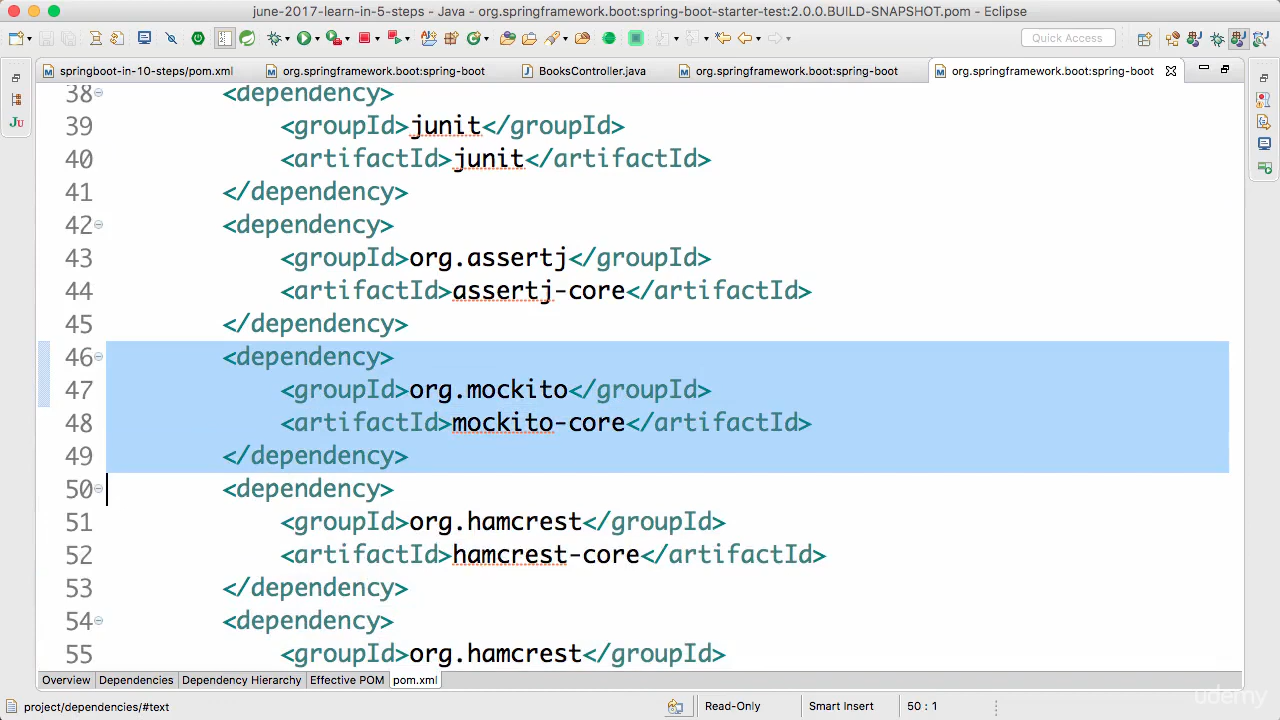 june-2017-learn-in-5-steps - Java - org.springframework.boot:spring-boot-starter-test:2.0.0.BUILD-SNAPSHOT.pom - Eclipse
Quick Access
springboot-in-10-steps/pom.xml org.springframework.boot:spring-boot BooksController.java org.springframework.boot:spring-boot org.springframework.boot:spring-boot
38 <dependency>
39 <groupId>junit</groupId>
40 <artifactId>junit</artifactId>
41 </dependency>
42 <dependency>
43 <groupId>org.assertj</groupId>
44 <artifactId>assertj-core</artifactId>
45 </dependency>
46 <dependency>
47 <groupId>org.mockito</groupId>
48 <artifactId>mockito-core</artifactId>
49 </dependency>
50 <dependency>
51 <groupId>org.hamcrest</groupId>
52 <artifactId>hamcrest-core</artifactId>
53 </dependency>
54 <dependency>
55 <groupId>org.hamcrest</groupId>
Overview Dependencies Dependency Hierarchy Effective POM pom.xml
project/dependencies/#text Read-Only Smart Insert 50 : 1
udemy